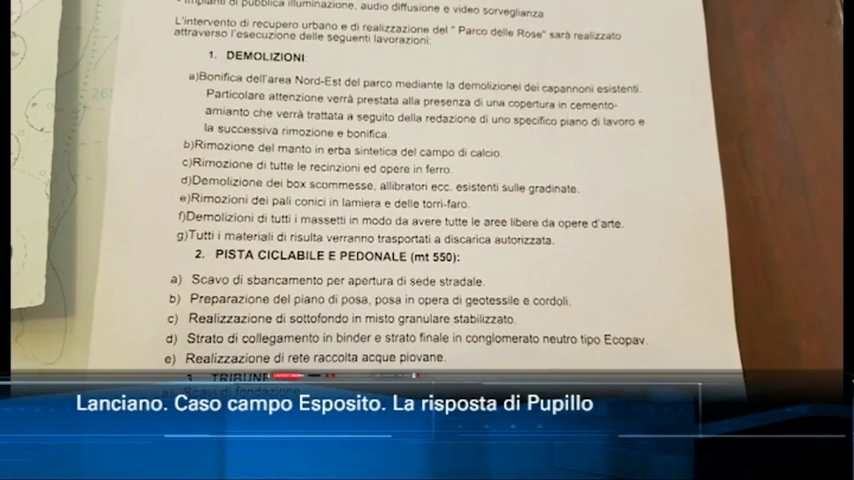 Impianti di pubblica illuminazione, audio diffusione e video sorveglianza
L'intervento di recupero urbano e di realizzazione del " Parco delle Rose" sarà realizzato
attraverso l'esecuzione delle seguenti lavorazioni:
1. DEMOLIZIONI:
a)Bonifica dell'area Nord-Est del parco mediante la demolizionei dei capannoni esistenti.
Particolare attenzione verrà prestata alla presenza di una copertura in cemento-
amianto che verrà trattata a seguito della redazione di uno specifico piano di lavoro e
la successiva rimozione e bonifica.
b)Rimozione del manto in erba sintetica del campo di calcio.
c)Rimozione di tutte le recinzioni ed opere in ferro.
d)Demolizione dei box scommesse, allibratori ecc. esistenti sulle gradinate.
e)Rimozioni dei pali conici in lamiera e delle torri-faro.
f)Demolizioni di tutti i massetti in modo da avere tutte le aree libere da opere d'arte.
g)Tutti i materiali di risulta verranno trasportati a discarica autorizzata.
2. PISTA CICLABILE E PEDONALE (mt 550):
a) Scavo di sbancamento per apertura di sede stradale.
b) Preparazione del piano di posa, posa in opera di geotessile e cordoli.
c) Realizzazione di sottofondo in misto granulare stabilizzato.
d) Strato di collegamento in binder e strato finale in conglomerato neutro tipo Ecopav.
e) Realizzazione di rete raccolta acque piovane.
3. TRIBUNE
a) Scavi di fondazione
Lanciano. Caso campo Esposito. La risposta di Pupillo